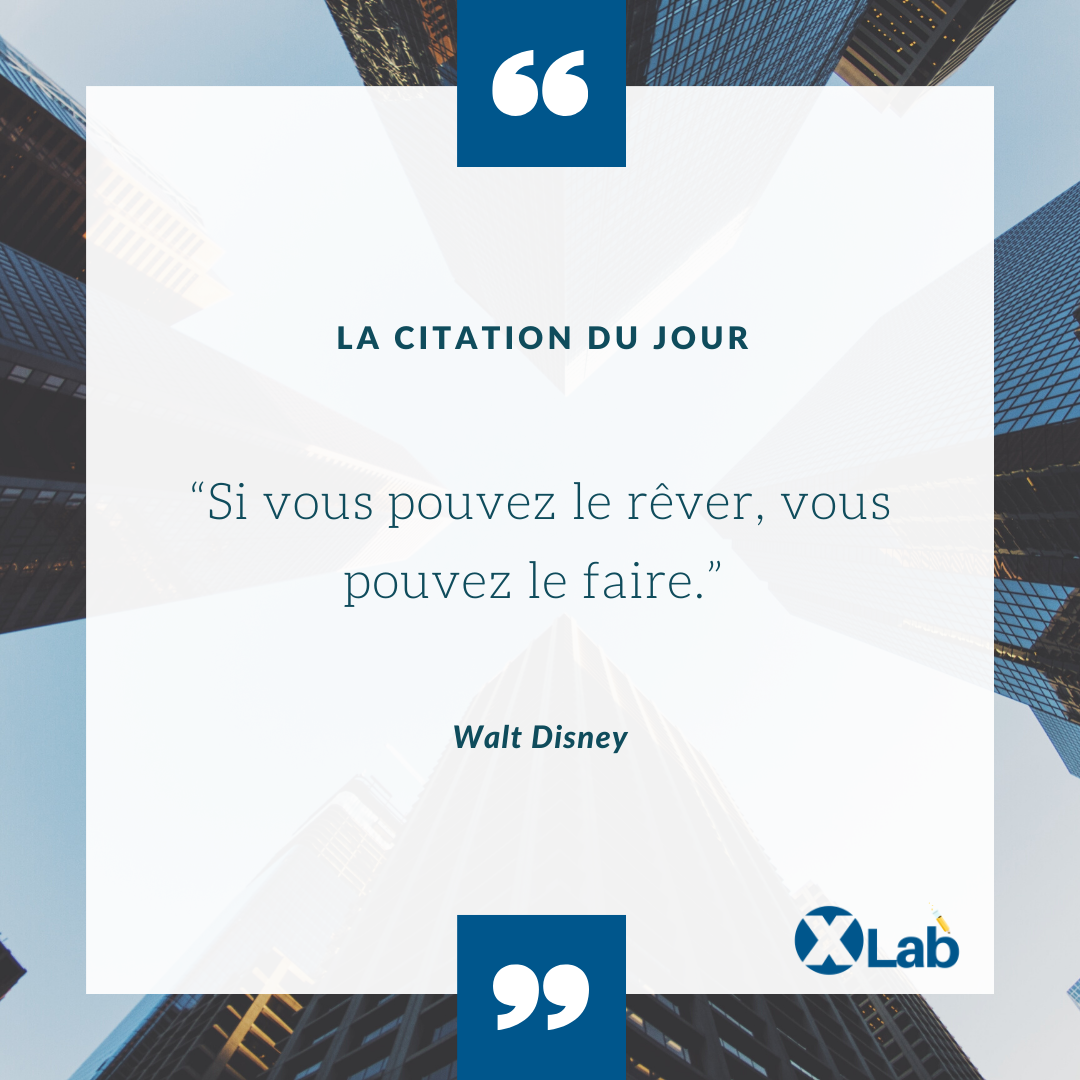 “
LA CITATION DU JOUR
“Si vous pouvez le rêver, vous
pouvez le faire.”
Walt Disney
XLab
”